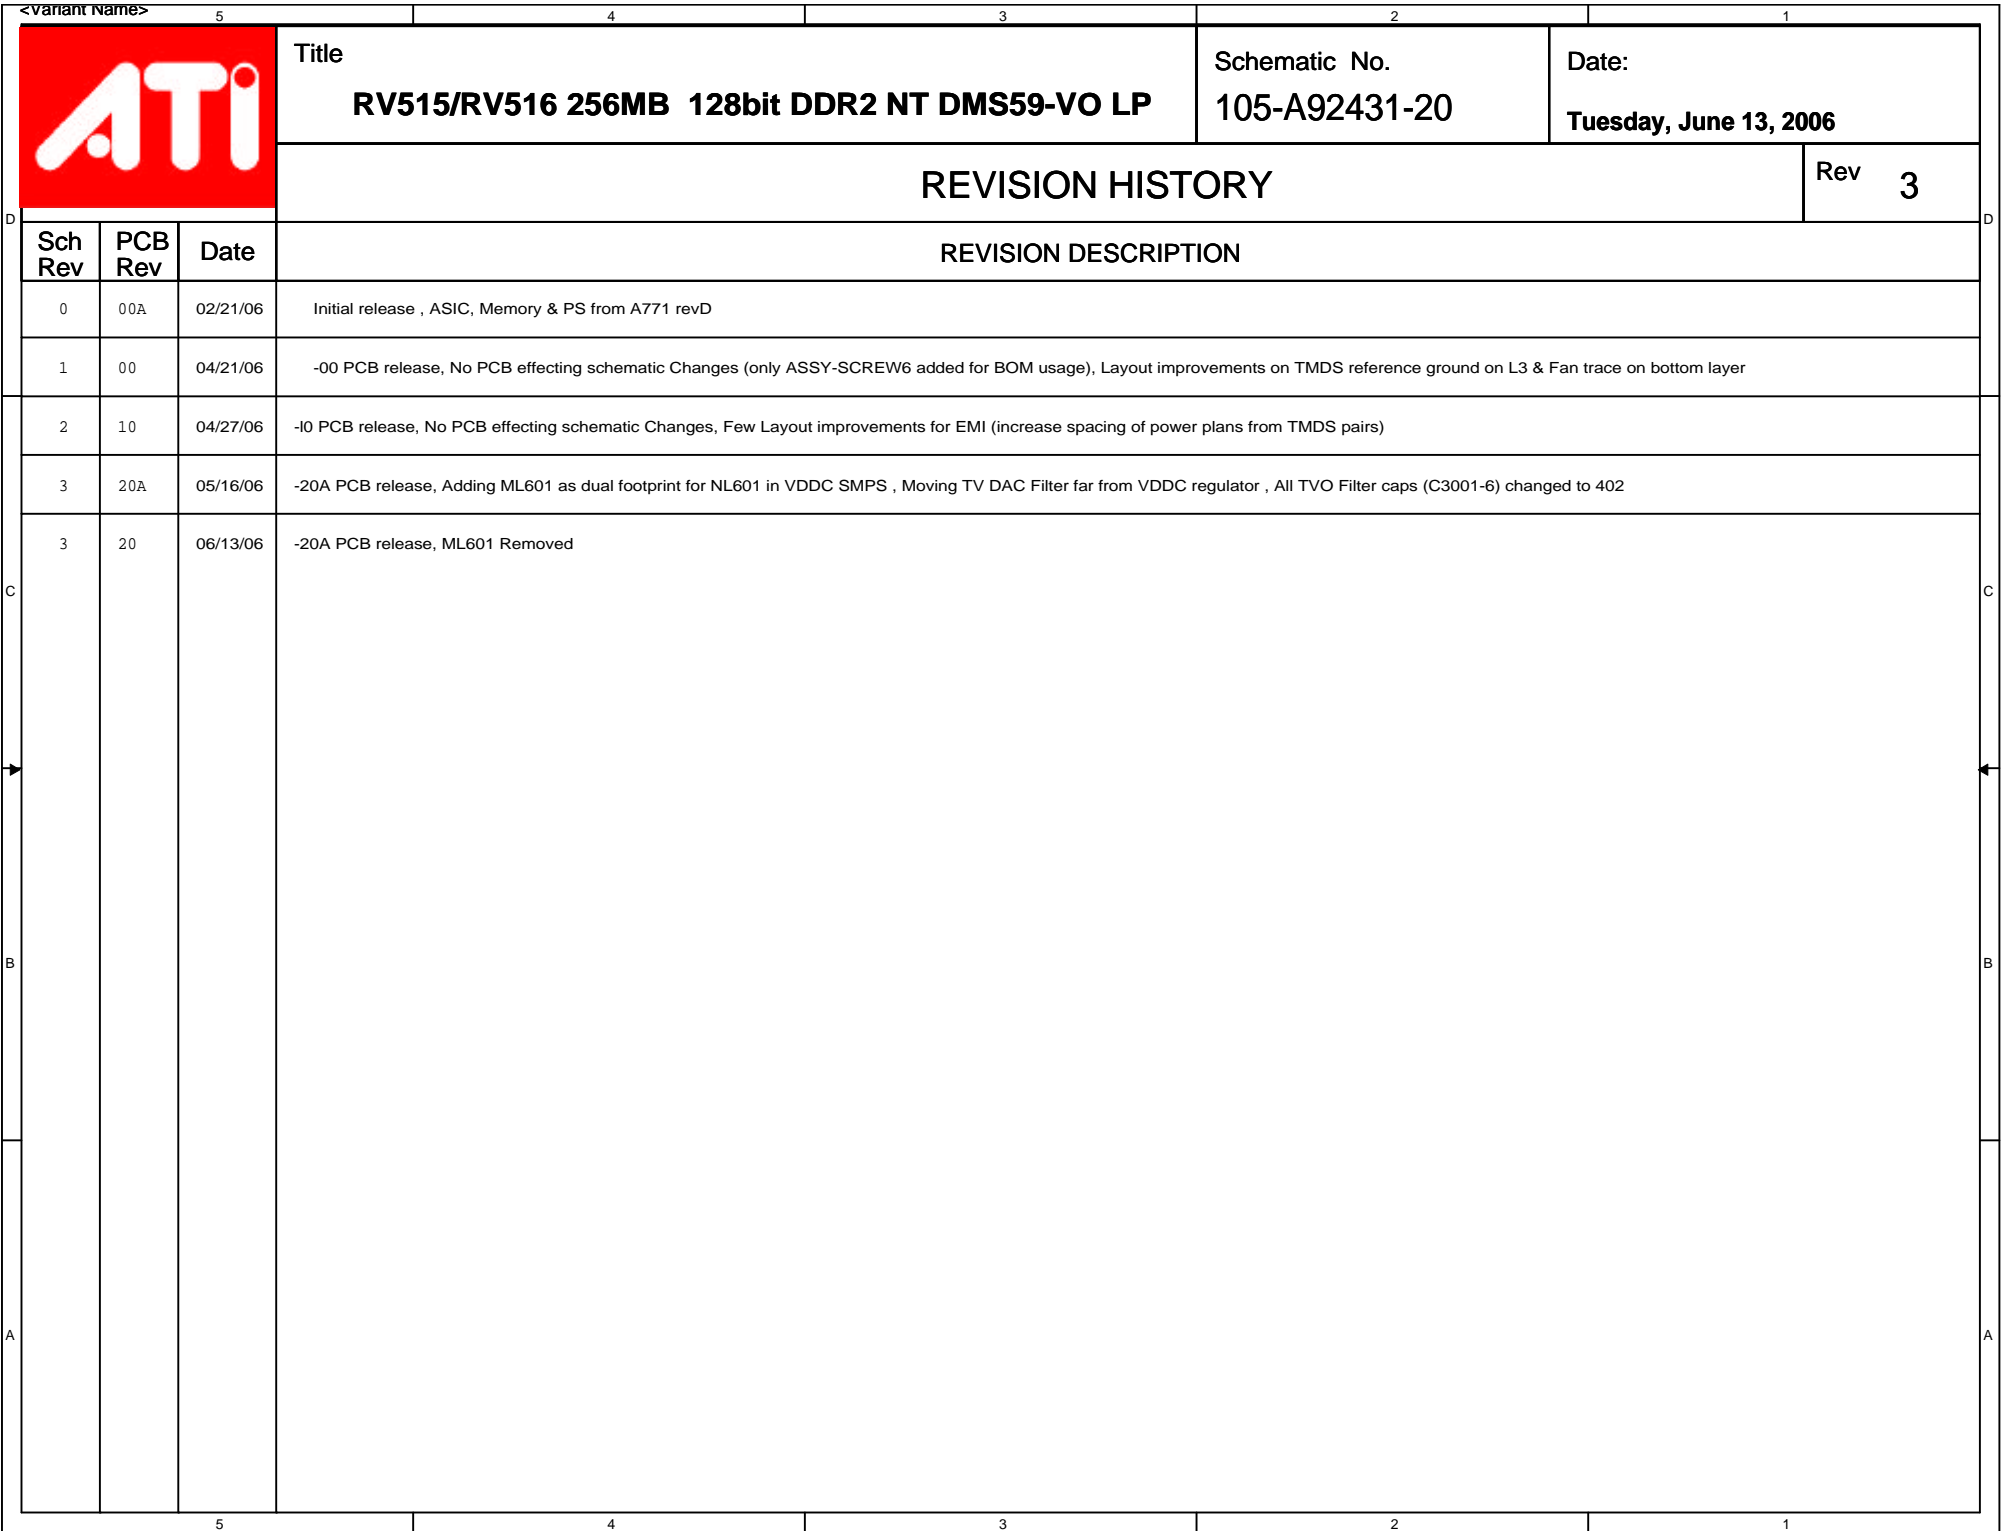 <Variant Name>
5 4 3 2 1
ATI
Title
RV515/RV516 256MB 128bit DDR2 NT DMS59-VO LP
Schematic No.
105-A92431-20
Date:
Tuesday, June 13, 2006
REVISION HISTORY
Rev 3
D D
Sch Rev
PCB Rev
Date
REVISION DESCRIPTION
0 00A 02/21/06 Initial release , ASIC, Memory & PS from A771 revD
1 00 04/21/06 -00 PCB release, No PCB effecting schematic Changes (only ASSY-SCREW6 added for BOM usage), Layout improvements on TMDS reference ground on L3 & Fan trace on bottom layer
2 10 04/27/06 -l0 PCB release, No PCB effecting schematic Changes, Few Layout improvements for EMI (increase spacing of power plans from TMDS pairs)
3 20A 05/16/06 -20A PCB release, Adding ML601 as dual footprint for NL601 in VDDC SMPS , Moving TV DAC Filter far from VDDC regulator , All TVO Filter caps (C3001-6) changed to 402
3 20 06/13/06 -20A PCB release, ML601 Removed
C C
B B
A A
5 4 3 2 1